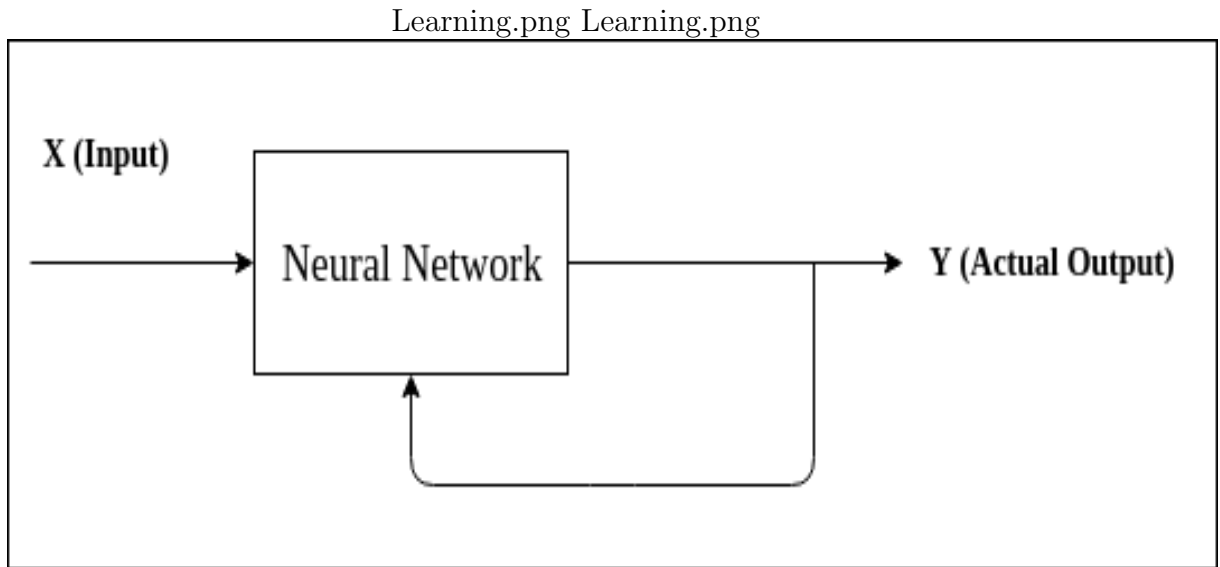 Learning.png Learning.png
X (Input)
Neural Network
Y (Actual Output)